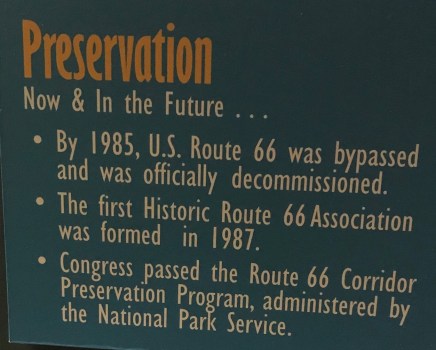 Preservation
Now & In the Future . . .
• By 1985, U.S. Route 66 was bypassed
and was officially decommissioned.
• The first Historic Route 66 Association
was formed in 1987.
• Congress passed the Route 66 Corridor
Preservation Program, administered by
the National Park Service.